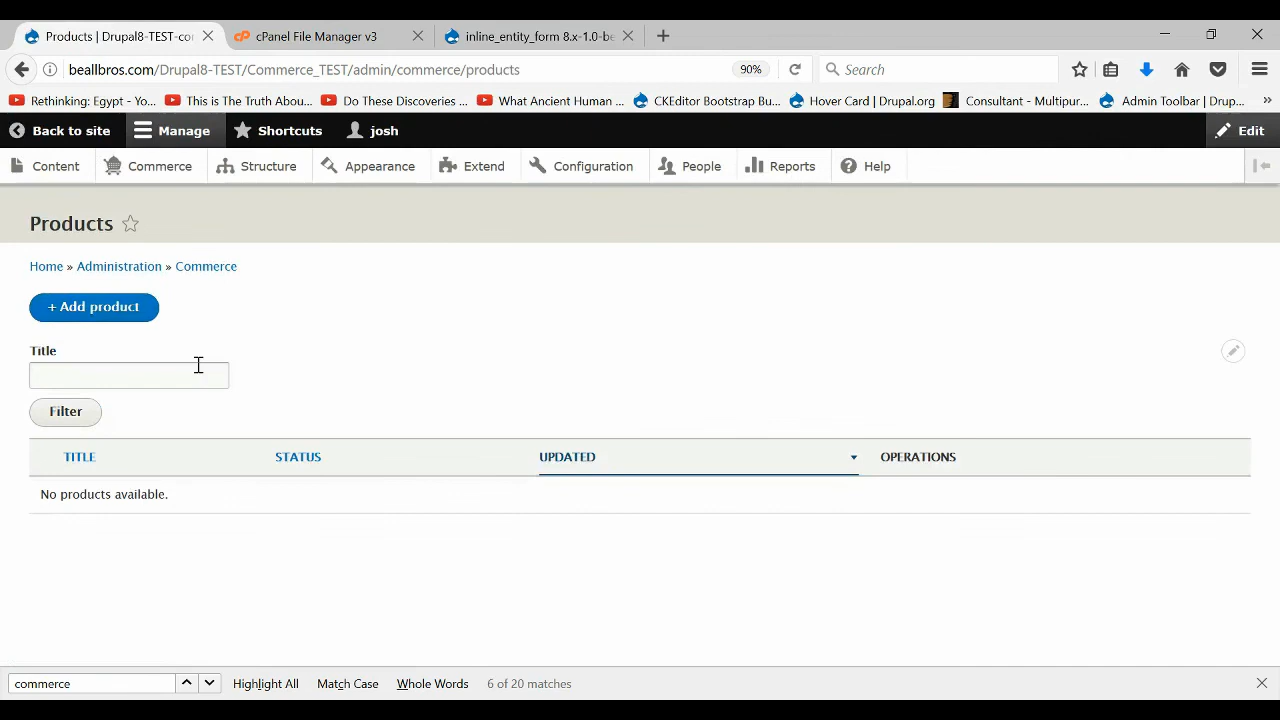 Products | Drupal8-TEST-con
cPanel File Manager v3
inline_entity_form 8.x-1.0-be
beallbros.com/Drupal8-TEST/Commerce_TEST/admin/commerce/products
90%
Search
Rethinking: Egypt - Yo...
This is The Truth Abou...
Do These Discoveries ...
What Ancient Human ...
CKEditor Bootstrap Bu...
Hover Card | Drupal.org
Consultant - Multipur...
Admin Toolbar | Drup...
Back to site
Manage
Shortcuts
josh
Edit
Content
Commerce
Structure
Appearance
Extend
Configuration
People
Reports
Help
Products
Home » Administration » Commerce
+ Add product
Title
Filter
TITLE
STATUS
UPDATED
OPERATIONS
No products available.
commerce
Highlight All
Match Case
Whole Words
6 of 20 matches